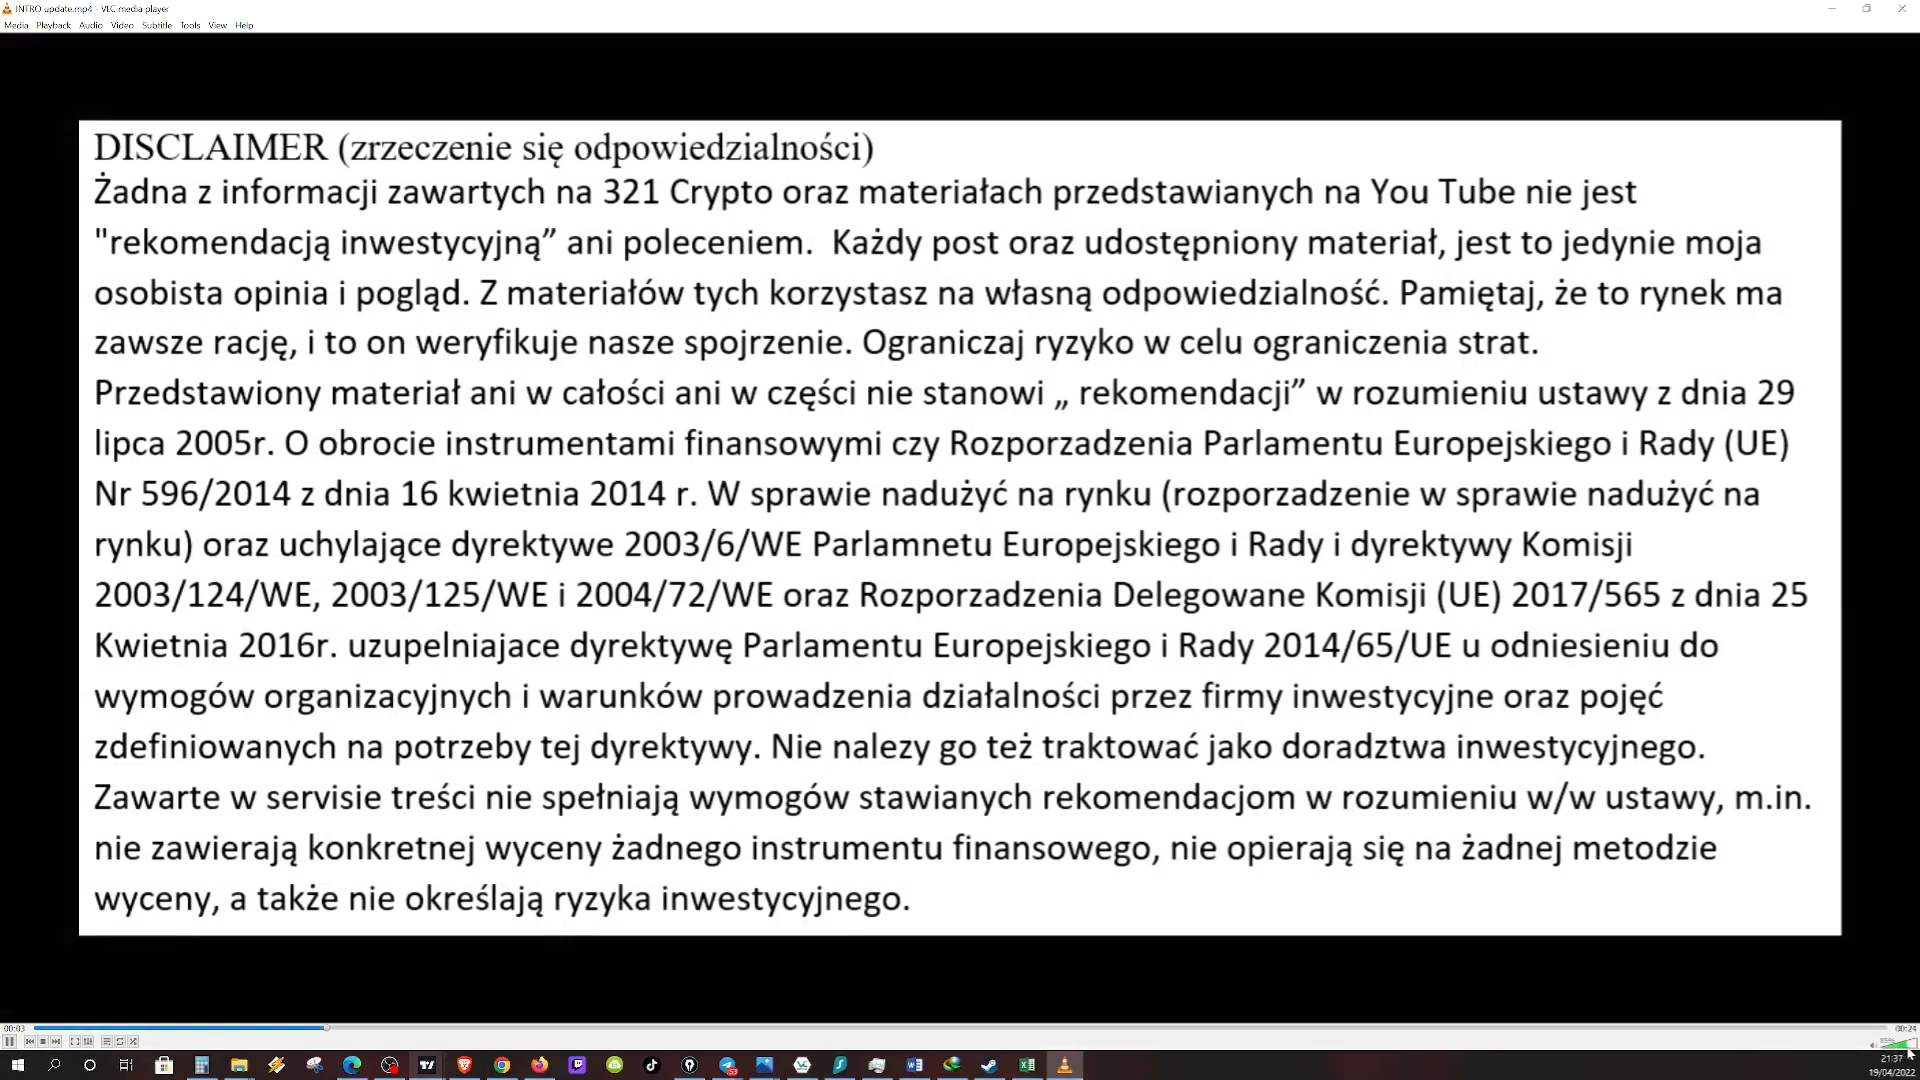 INTRO update.mp4 - VLC media player
Media Playback Audio Video Subtitle Tools View Help
DISCLAIMER (zrzeczenie się odpowiedzialności)
Żadna z informacji zawartych na 321 Crypto oraz materiałach przedstawianych na You Tube nie jest
"rekomendacją inwestycyjną” ani poleceniem.  Każdy post oraz udostępniony materiał, jest to jedynie moja
osobista opinia i pogląd. Z materiałów tych korzystasz na własną odpowiedzialność. Pamiętaj, że to rynek ma
zawsze rację, i to on weryfikuje nasze spojrzenie. Ograniczaj ryzyko w celu ograniczenia strat.
Przedstawiony materiał ani w całości ani w części nie stanowi „ rekomendacji” w rozumieniu ustawy z dnia 29
lipca 2005r. O obrocie instrumentami finansowymi czy Rozporzadzenia Parlamentu Europejskiego i Rady (UE)
Nr 596/2014 z dnia 16 kwietnia 2014 r. W sprawie nadużyć na rynku (rozporzadzenie w sprawie nadużyć na
rynku) oraz uchylające dyrektywe 2003/6/WE Parlamnetu Europejskiego i Rady i dyrektywy Komisji
2003/124/WE, 2003/125/WE i 2004/72/WE oraz Rozporzadzenia Delegowane Komisji (UE) 2017/565 z dnia 25
Kwietnia 2016r. uzupelniajace dyrektywę Parlamentu Europejskiego i Rady 2014/65/UE u odniesieniu do
wymogów organizacyjnych i warunków prowadzenia działalności przez firmy inwestycyjne oraz pojęć
zdefiniowanych na potrzeby tej dyrektywy. Nie nalezy go też traktować jako doradztwa inwestycyjnego.
Zawarte w servisie treści nie spełniają wymogów stawianych rekomendacjom w rozumieniu w/w ustawy, m.in.
nie zawierają konkretnej wyceny żadnego instrumentu finansowego, nie opierają się na żadnej metodzie
wyceny, a także nie określają ryzyka inwestycyjnego.
00:03 00:24
85%
21:37
19/04/2022